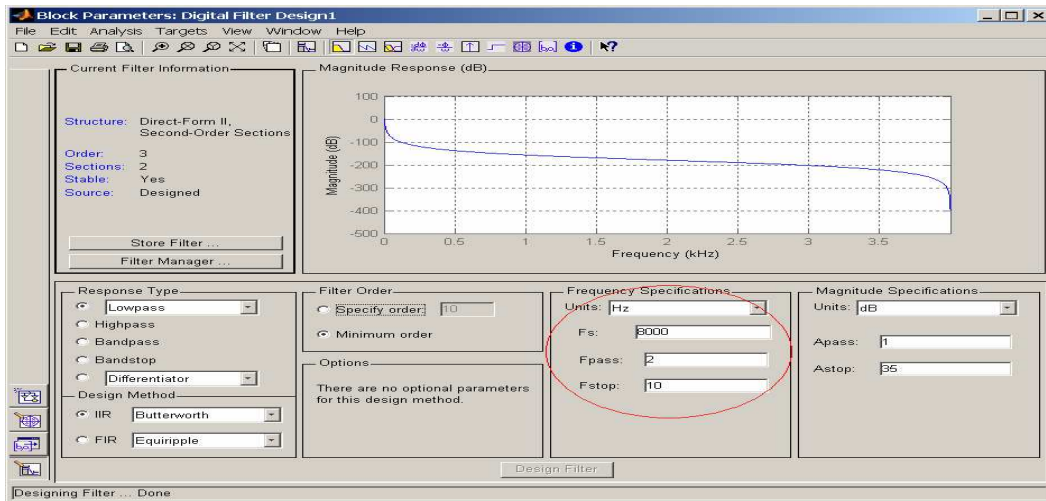 Block Parameters: Digital Filter Design1
File Edit Analysis Targets View Window Help
Current Filter Information
Structure: Direct-Form II,
Second-Order Sections
Order: 3
Sections: 2
Stable: Yes
Source: Designed
Store Filter ...
Filter Manager ...
Magnitude Response (dB)
Magnitude (dB)
100
0
-100
-200
-300
-400
-500
0 0.5 1 1.5 2 2.5 3 3.5
Frequency (kHz)
Response Type
Lowpass
Highpass
Bandpass
Bandstop
Differentiator
Design Method
IIR Butterworth
FIR Equiripple
Filter Order
Specify order: 10
Minimum order
Options
There are no optional parameters
for this design method.
Frequency Specifications
Units: Hz
Fs: 8000
Fpass: 2
Fstop: 10
Magnitude Specifications
Units: dB
Apass: 1
Astop: 35
Design Filter
Designing Filter ... Done